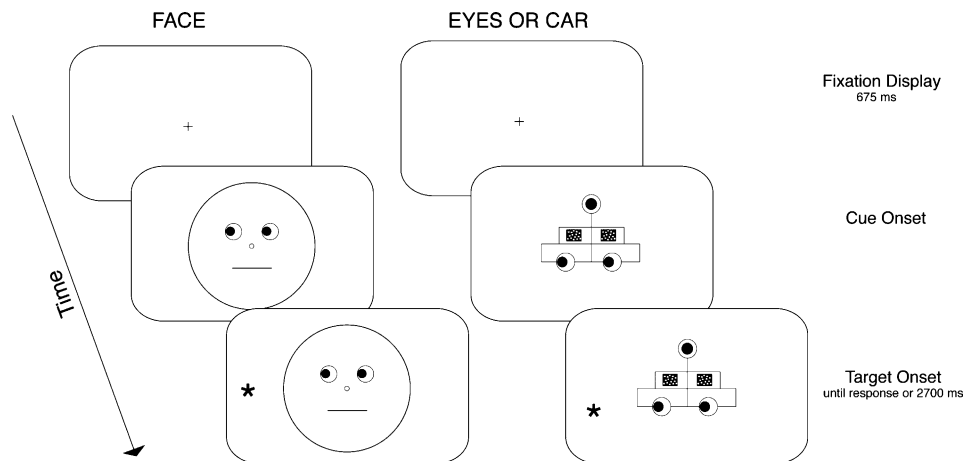 FACE
EYES OR CAR
Fixation Display
675 ms
Cue Onset
Time
Target Onset
until response or 2700 ms